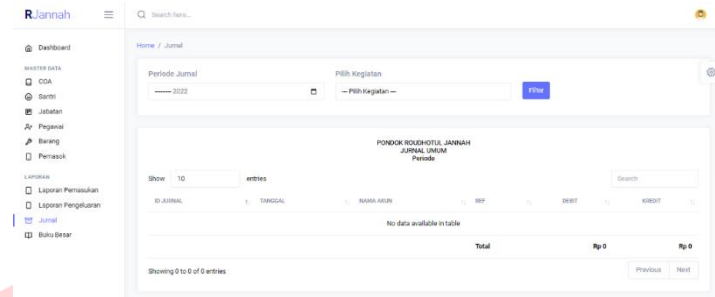 RJannah
Search here...
Dashboard
MASTER DATA
COA
Santri
Jabatan
Pegawai
Barang
Pemasok
LAPORAN
Laporan Pemasukan
Laporan Pengeluaran
Jurnal
Buku Besar
Home / Jurnal
Periode Jurnal
Pilih Kegiatan
-------- 2022
--- Pilih Kegiatan ---
Filter
PONDOK ROUDHOTUL JANNAH
JURNAL UMUM
Periode
Show 10 entries
Search
ID JURNAL TANGGAL NAMA AKUN REF DEBIT KREDIT
No data available in table
Total Rp 0 Rp 0
Showing 0 to 0 of 0 entries
Previous Next